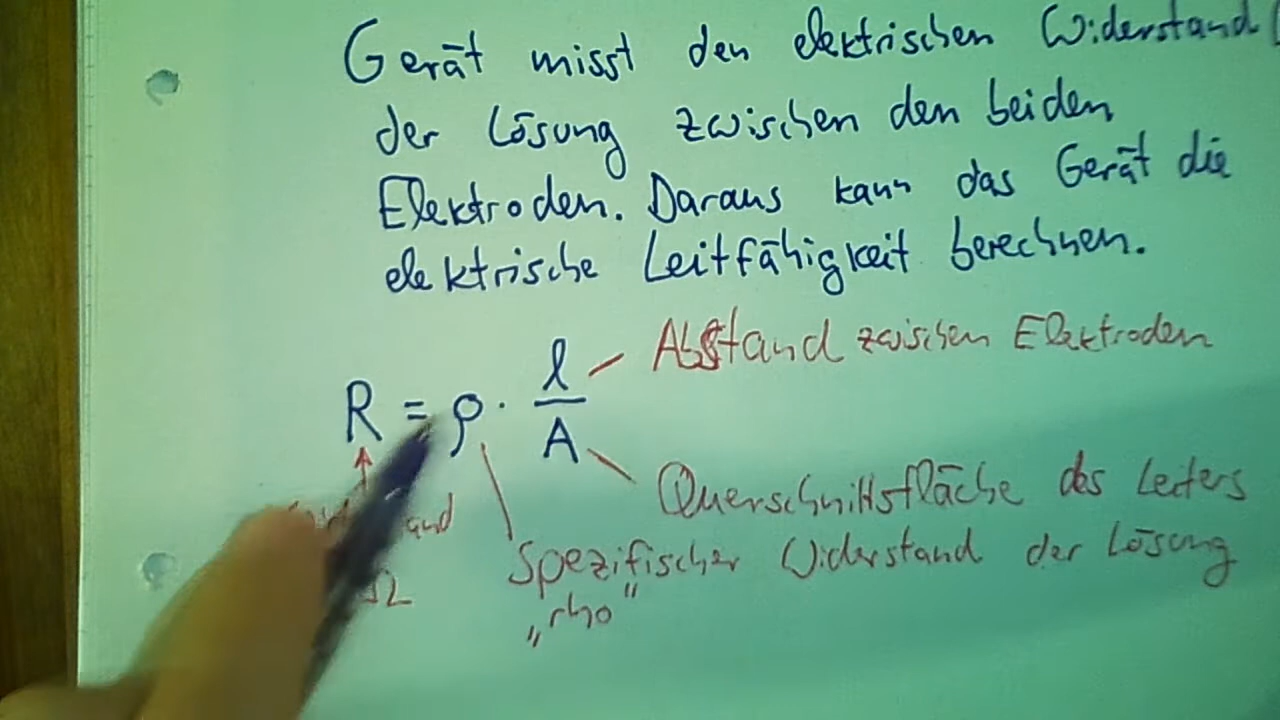 Gerät misst den elektrischen Widerstand
der Lösung zwischen den beiden
Elektroden. Daraus kann das Gerät die
elektrische Leitfähigkeit berechnen.
R = ρ · l / A
Abstand zwischen Elektroden
Querschnittsfläche des Leiters
Spezifischer Widerstand der Lösung
„rho“
Ω